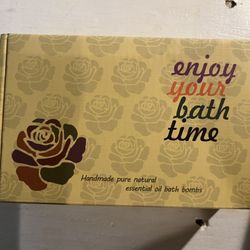 enjoy
your
bath
time
Handmade pure natural
essential oil bath bombs